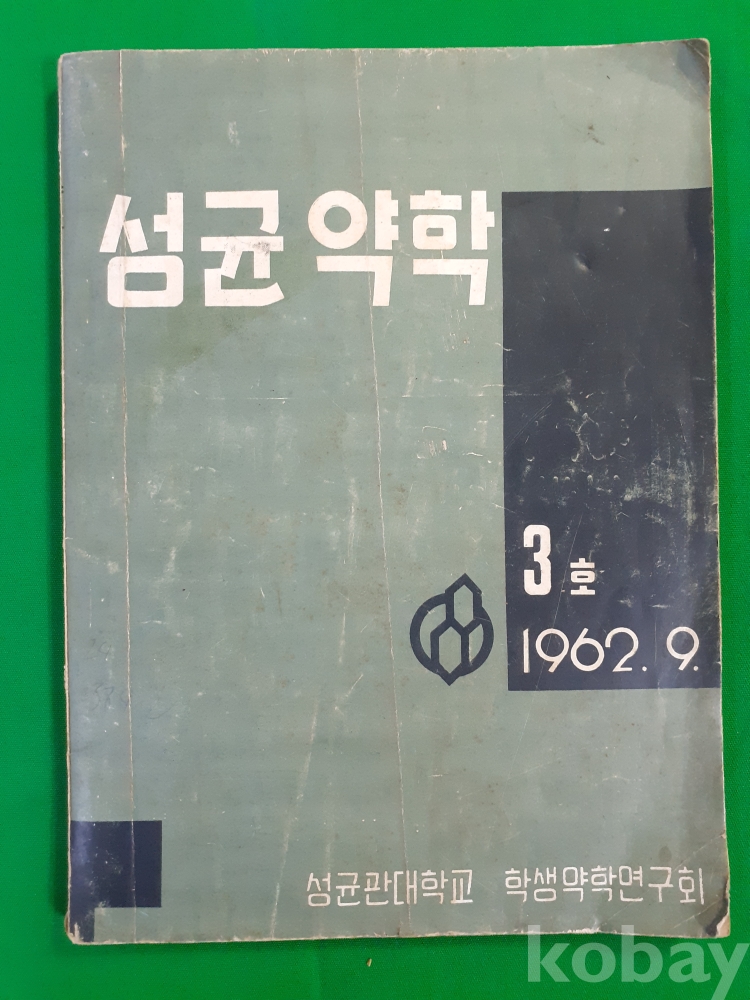 성균 약학
3 호
1962. 9.
성균관대학교 학생약학연구회
kobay